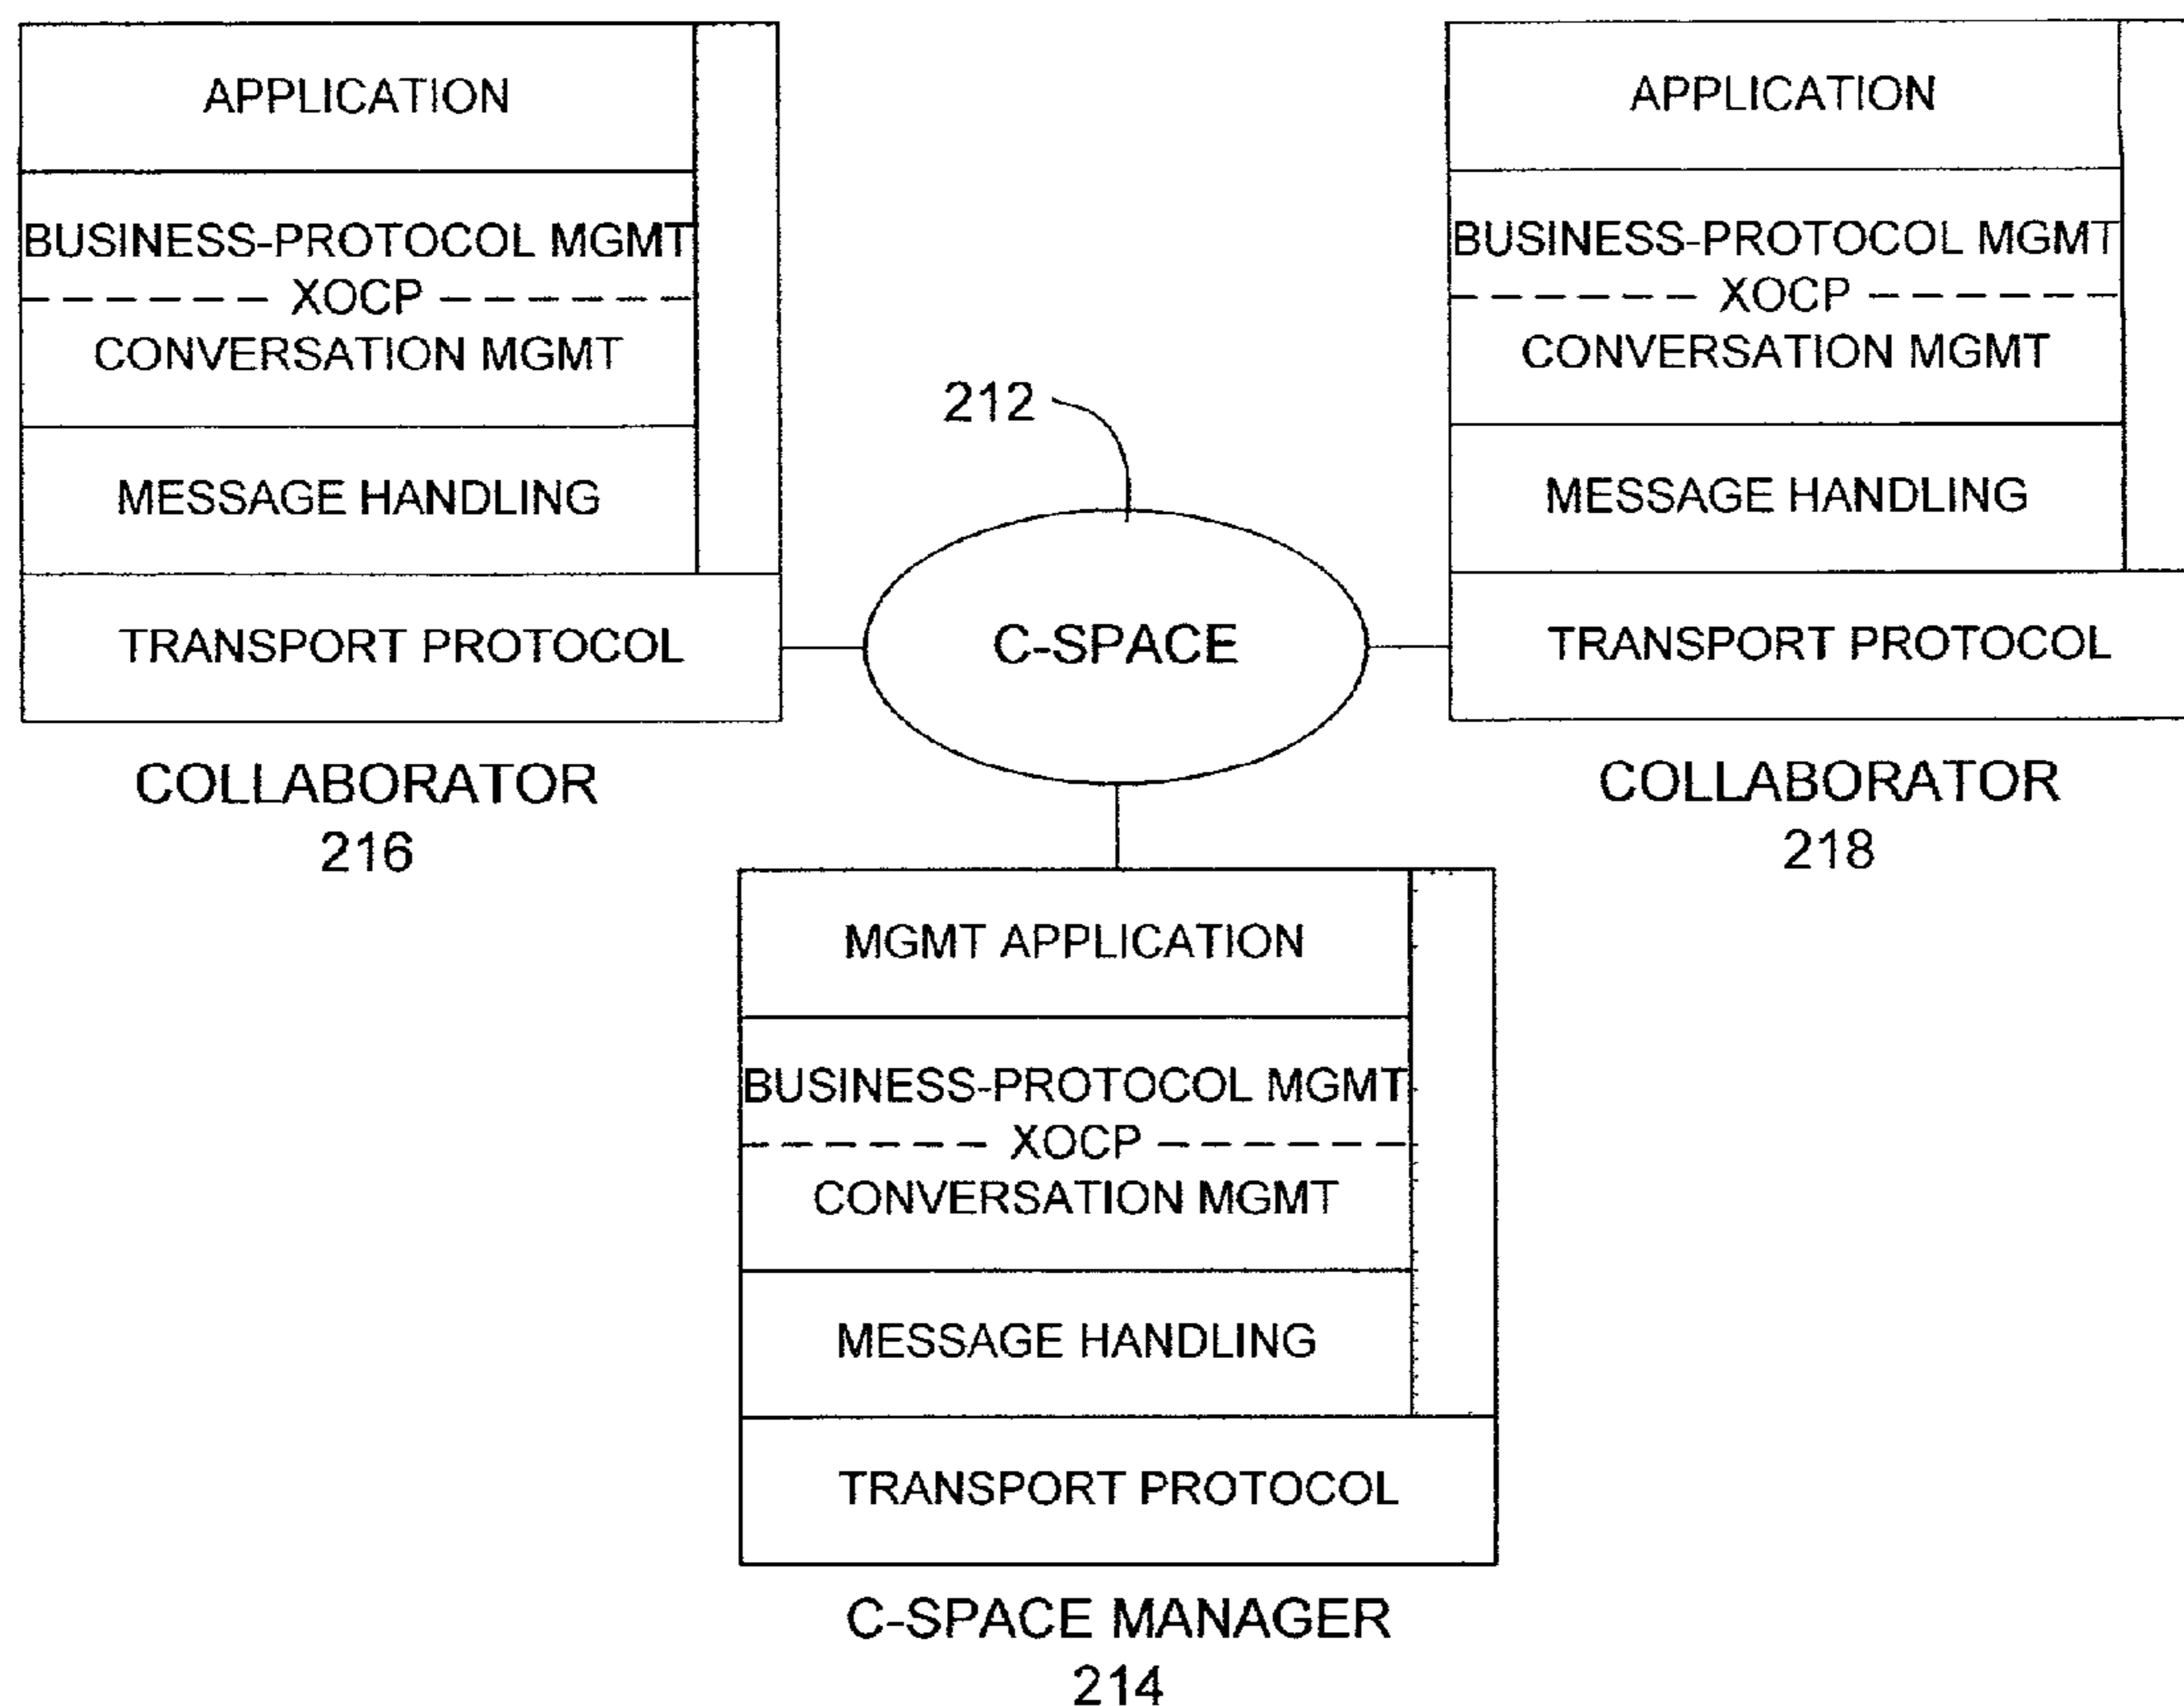 APPLICATION
BUSINESS-PROTOCOL MGMT
XOCP
CONVERSATION MGMT
MESSAGE HANDLING
TRANSPORT PROTOCOL
COLLABORATOR
216
212
C-SPACE
APPLICATION
BUSINESS-PROTOCOL MGMT
XOCP
CONVERSATION MGMT
MESSAGE HANDLING
TRANSPORT PROTOCOL
COLLABORATOR
218
MGMT APPLICATION
BUSINESS-PROTOCOL MGMT
XOCP
CONVERSATION MGMT
MESSAGE HANDLING
TRANSPORT PROTOCOL
C-SPACE MANAGER
214